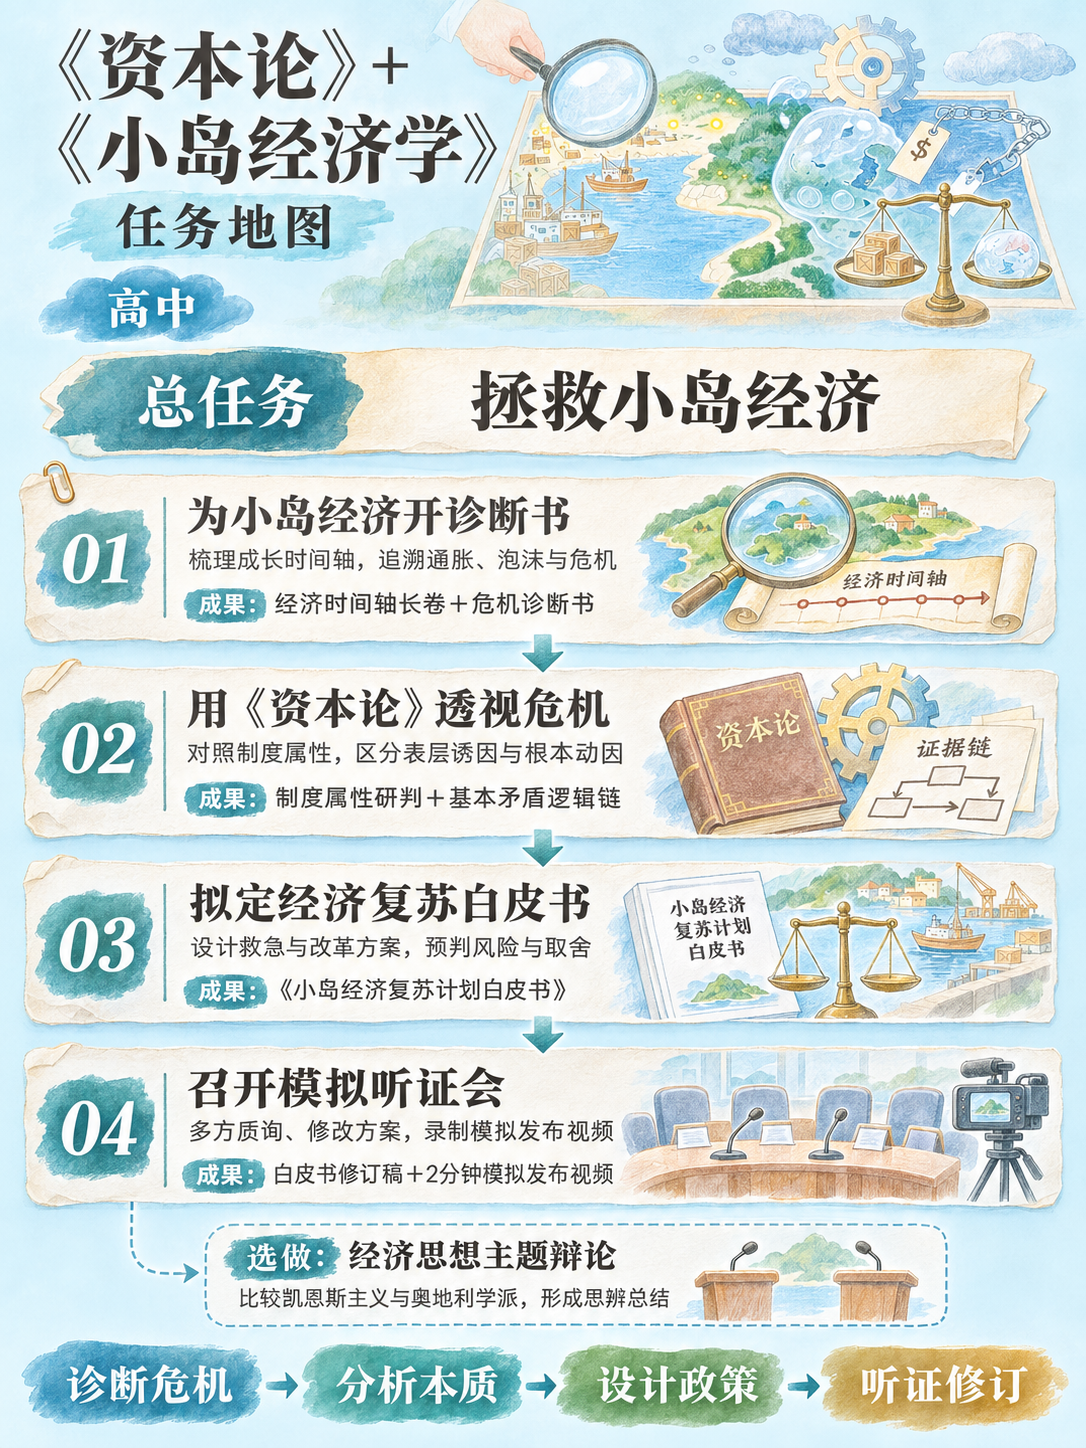 《资本论》+
《小岛经济学》
任务地图
高中
$
总任务
拯救小岛经济
01
为小岛经济开诊断书
梳理成长时间轴，追溯通胀、泡沫与危机
成果：经济时间轴长卷＋危机诊断书
经济时间轴
02
用《资本论》透视危机
对照制度属性，区分表层诱因与根本动因
成果：制度属性研判＋基本矛盾逻辑链
资本论
证据链
03
拟定经济复苏白皮书
设计救急与改革方案，预判风险与取舍
成果：《小岛经济复苏计划白皮书》
小岛经济
复苏计划
白皮书
04
召开模拟听证会
多方质询、修改方案，录制模拟发布视频
成果：白皮书修订稿＋2分钟模拟发布视频
选做：经济思想主题辩论
比较凯恩斯主义与奥地利学派，形成思辨总结
诊断危机
分析本质
设计政策
听证修订